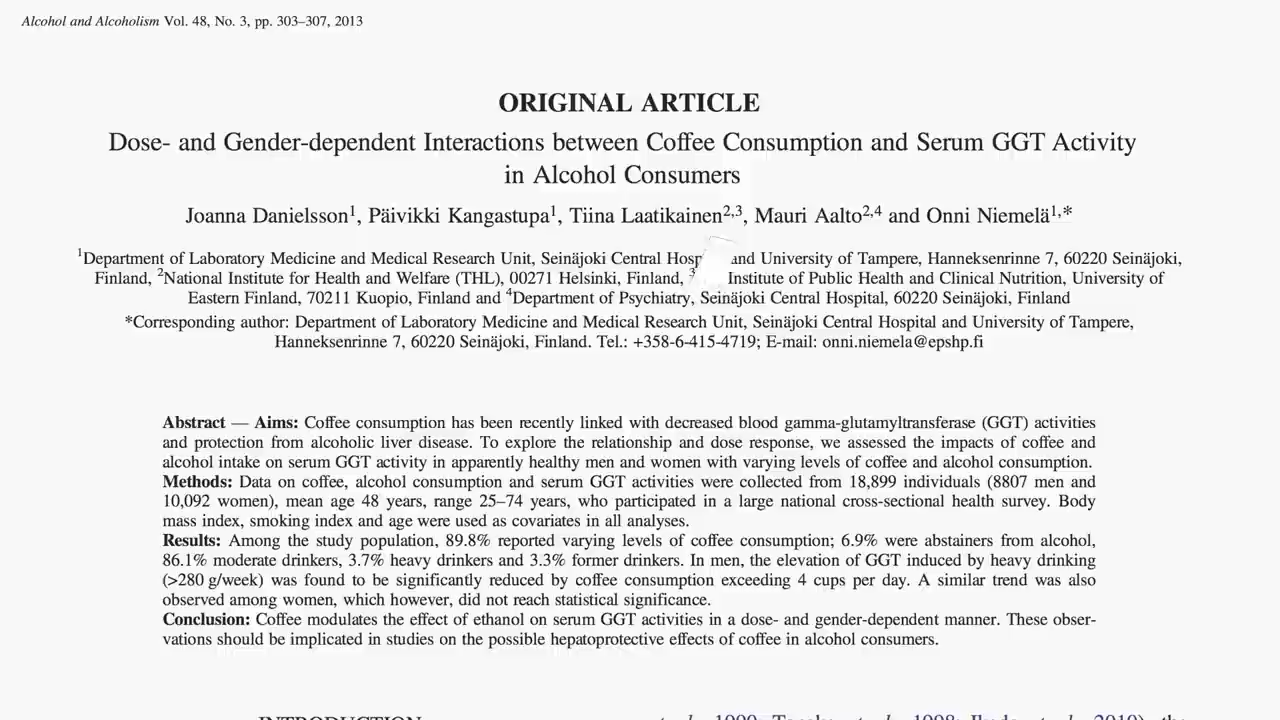 Alcohol and Alcoholism Vol. 48, No. 3, pp. 303–307, 2013
ORIGINAL ARTICLE
Dose- and Gender-dependent Interactions between Coffee Consumption and Serum GGT Activity
in Alcohol Consumers
Joanna Danielsson1, Päivikki Kangastupa1, Tiina Laatikainen2,3, Mauri Aalto2,4 and Onni Niemelä1,*
1Department of Laboratory Medicine and Medical Research Unit, Seinäjoki Central Hosp and University of Tampere, Hanneksenrinne 7, 60220 Seinäjoki,
Finland, 2National Institute for Health and Welfare (THL), 00271 Helsinki, Finland, 3 Institute of Public Health and Clinical Nutrition, University of
Eastern Finland, 70211 Kuopio, Finland and 4Department of Psychiatry, Seinäjoki Central Hospital, 60220 Seinäjoki, Finland
*Corresponding author: Department of Laboratory Medicine and Medical Research Unit, Seinäjoki Central Hospital and University of Tampere,
Hanneksenrinne 7, 60220 Seinäjoki, Finland. Tel.: +358-6-415-4719; E-mail: onni.niemela@epshp.fi
Abstract — Aims: Coffee consumption has been recently linked with decreased blood gamma-glutamyltransferase (GGT) activities
and protection from alcoholic liver disease. To explore the relationship and dose response, we assessed the impacts of coffee and
alcohol intake on serum GGT activity in apparently healthy men and women with varying levels of coffee and alcohol consumption.
Methods: Data on coffee, alcohol consumption and serum GGT activities were collected from 18,899 individuals (8807 men and
10,092 women), mean age 48 years, range 25–74 years, who participated in a large national cross-sectional health survey. Body
mass index, smoking index and age were used as covariates in all analyses.
Results: Among the study population, 89.8% reported varying levels of coffee consumption; 6.9% were abstainers from alcohol,
86.1% moderate drinkers, 3.7% heavy drinkers and 3.3% former drinkers. In men, the elevation of GGT induced by heavy drinking
(>280 g/week) was found to be significantly reduced by coffee consumption exceeding 4 cups per day. A similar trend was also
observed among women, which however, did not reach statistical significance.
Conclusion: Coffee modulates the effect of ethanol on serum GGT activities in a dose- and gender-dependent manner. These obser-
vations should be implicated in studies on the possible hepatoprotective effects of coffee in alcohol consumers.
INTRODUCTION